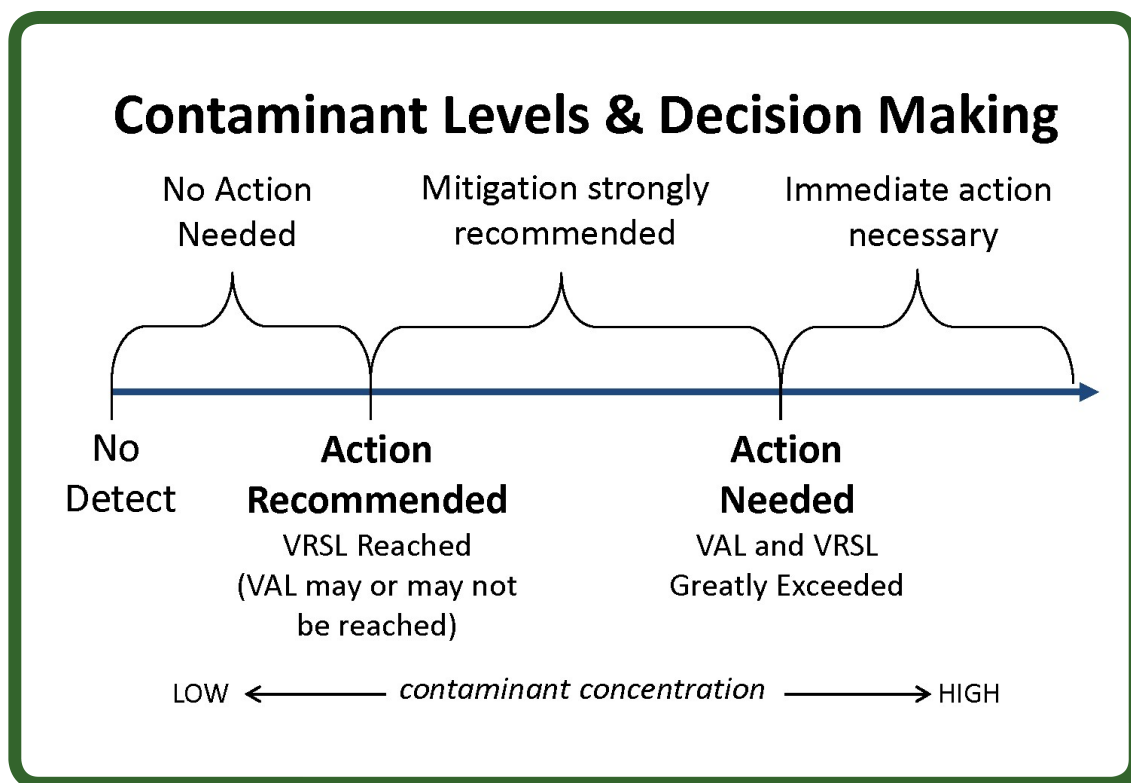 Contaminant Levels & Decision Making
No Action
Needed
Mitigation strongly
recommended
Immediate action
necessary
No
Detect
Action
Recommended
VRSL Reached
(VAL may or may not
be reached)
Action
Needed
VAL and VRSL
Greatly Exceeded
LOW contaminant concentration HIGH